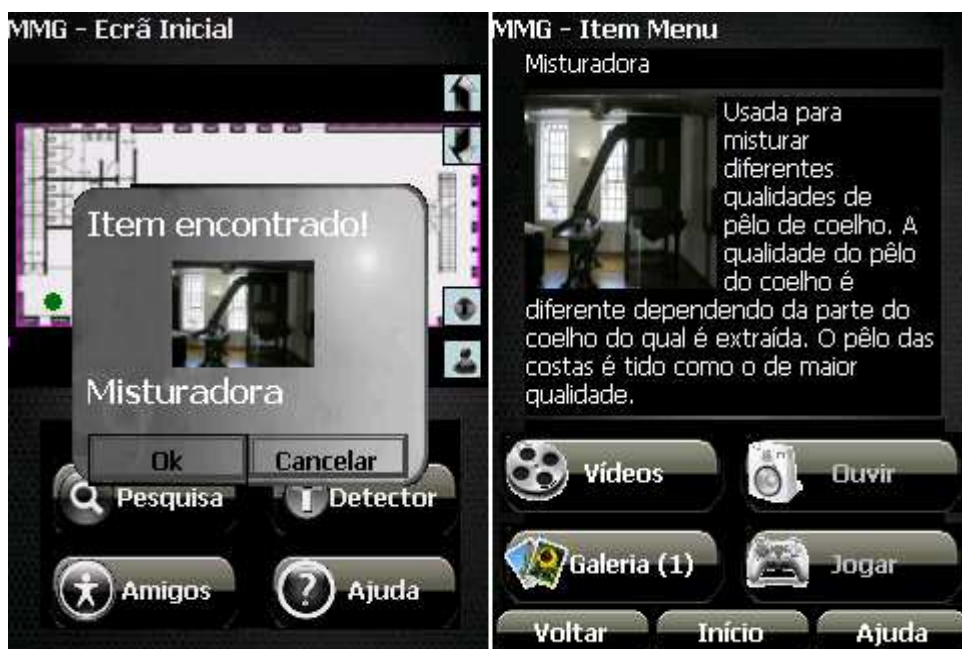 MMG - Ecrã Inicial
Item encontrado!
Misturadora
Ok
Cancelar
Pesquisa
Detector
Amigos
Ajuda
MMG - Item Menu
Misturadora
Usada para
misturar
diferentes
qualidades de
pêlo de coelho. A
qualidade do pêlo
do coelho é
diferente dependendo da parte do
coelho do qual é extraída. O pêlo das
costas é tido como o de maior
qualidade.
Vídeos
Ouvir
Galeria (1)
Jogar
Voltar
Início
Ajuda